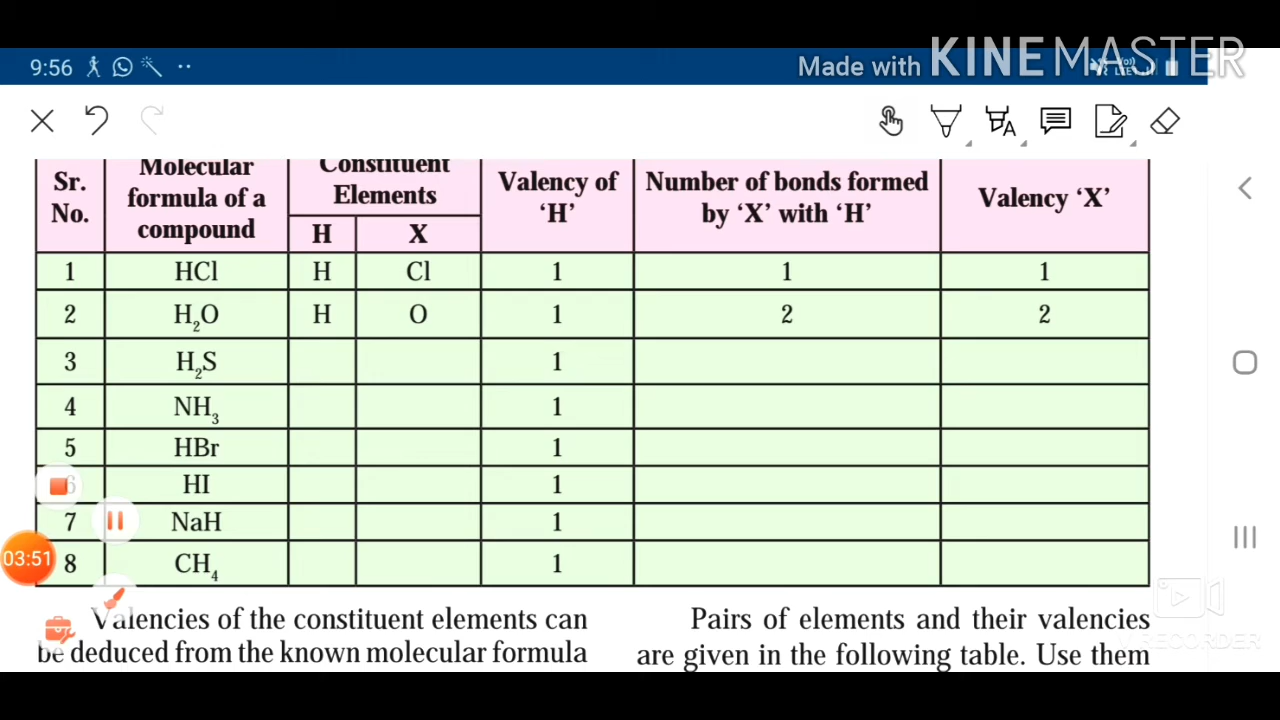 9:56
Made with KINEMASTER
Sr. No. Molecular formula of a compound Constituent Elements Valency of ‘H’ Number of bonds formed by ‘X’ with ‘H’ Valency ‘X’
H X
1 HCl H Cl 1 1 1
2 H₂O H O 1 2 2
3 H₂S 1
4 NH₃ 1
5 HBr 1
6 HI 1
7 NaH 1
8 CH₄ 1
03:51
Valencies of the constituent elements can
be deduced from the known molecular formula
Pairs of elements and their valencies
are given in the following table. Use them
RECORDER